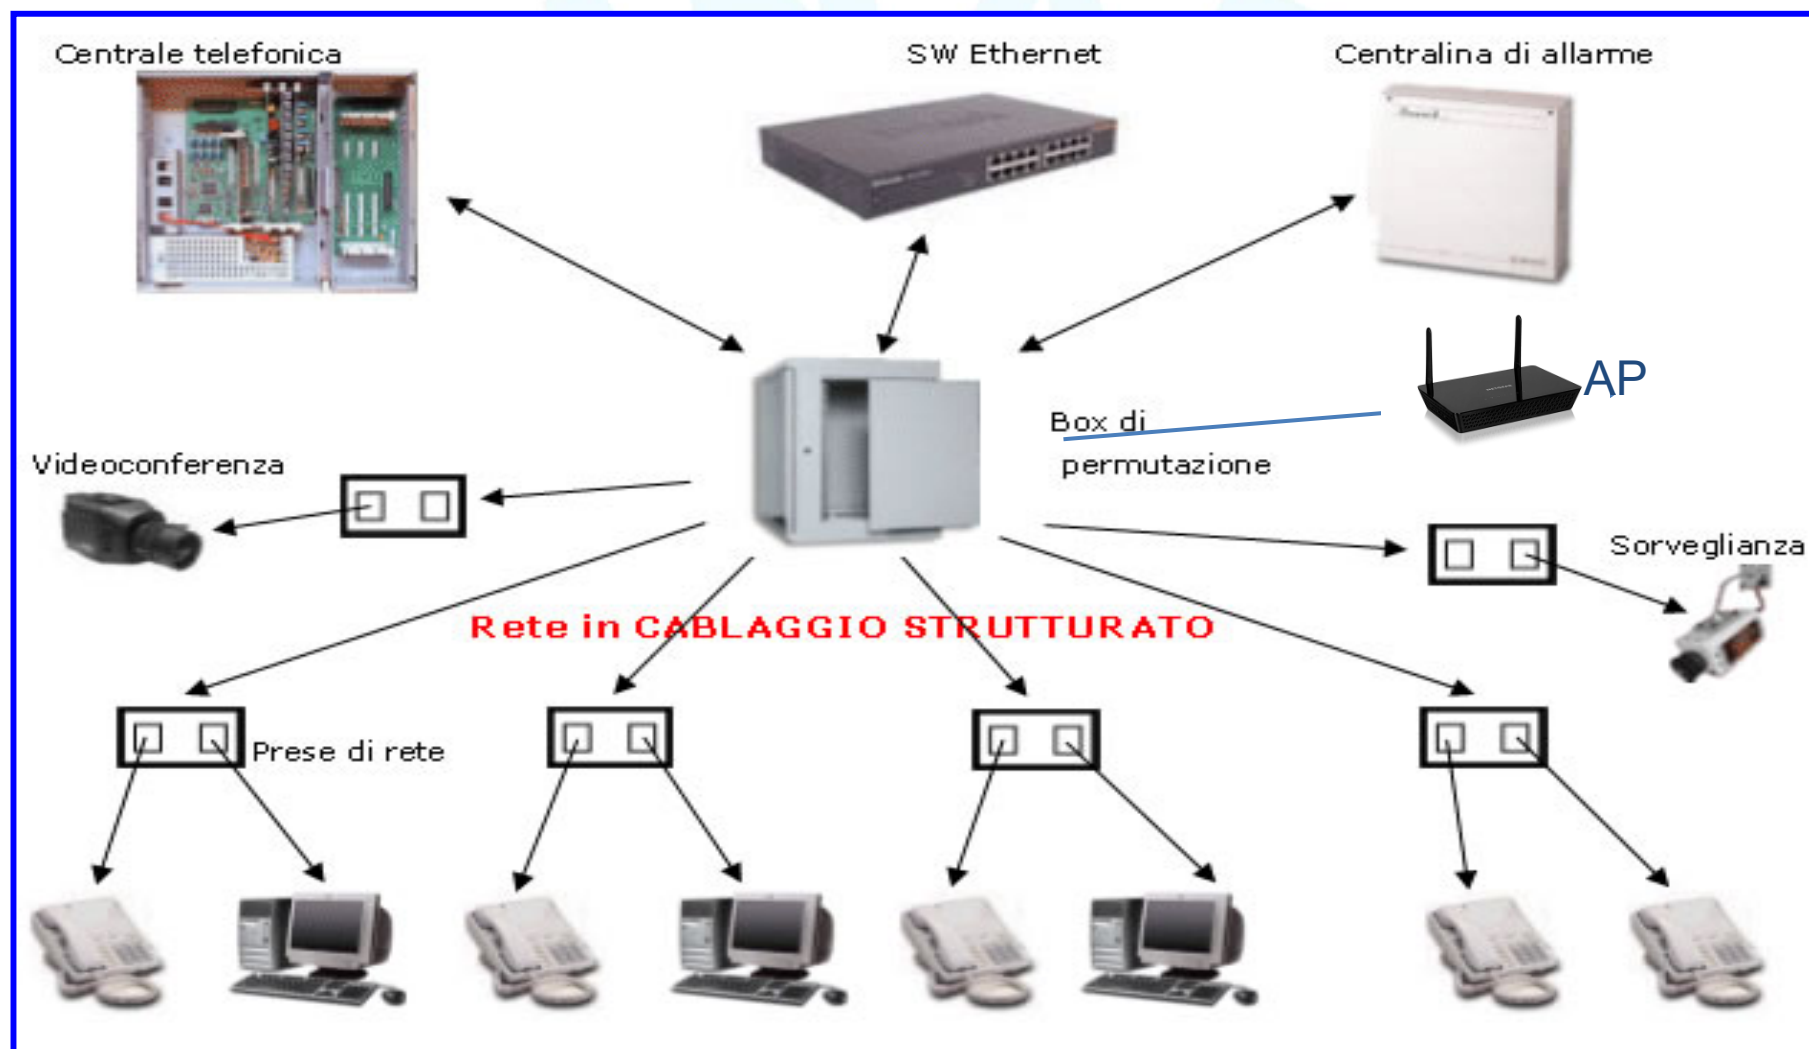 Centrale telefonica
SW Ethernet
Centralina di allarme
AP
Box di
permutazione
Videoconferenza
Sorveglianza
Rete in CABLAGGIO STRUTTURATO
Prese di rete